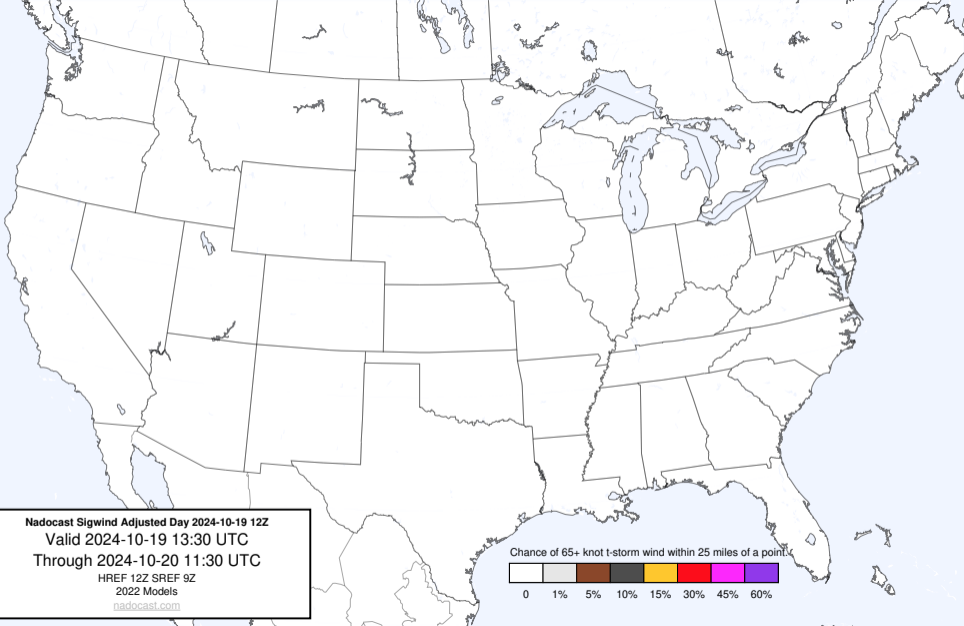 Nadocast Sigwind Adjusted Day 2024-10-19 12Z
Valid 2024-10-19 13:30 UTC
Through 2024-10-20 11:30 UTC
HREF 12Z SREF 9Z
2022 Models
nadocast.com
Chance of 65+ knot t-storm wind within 25 miles of a point.
0 1% 5% 10% 15% 30% 45% 60%